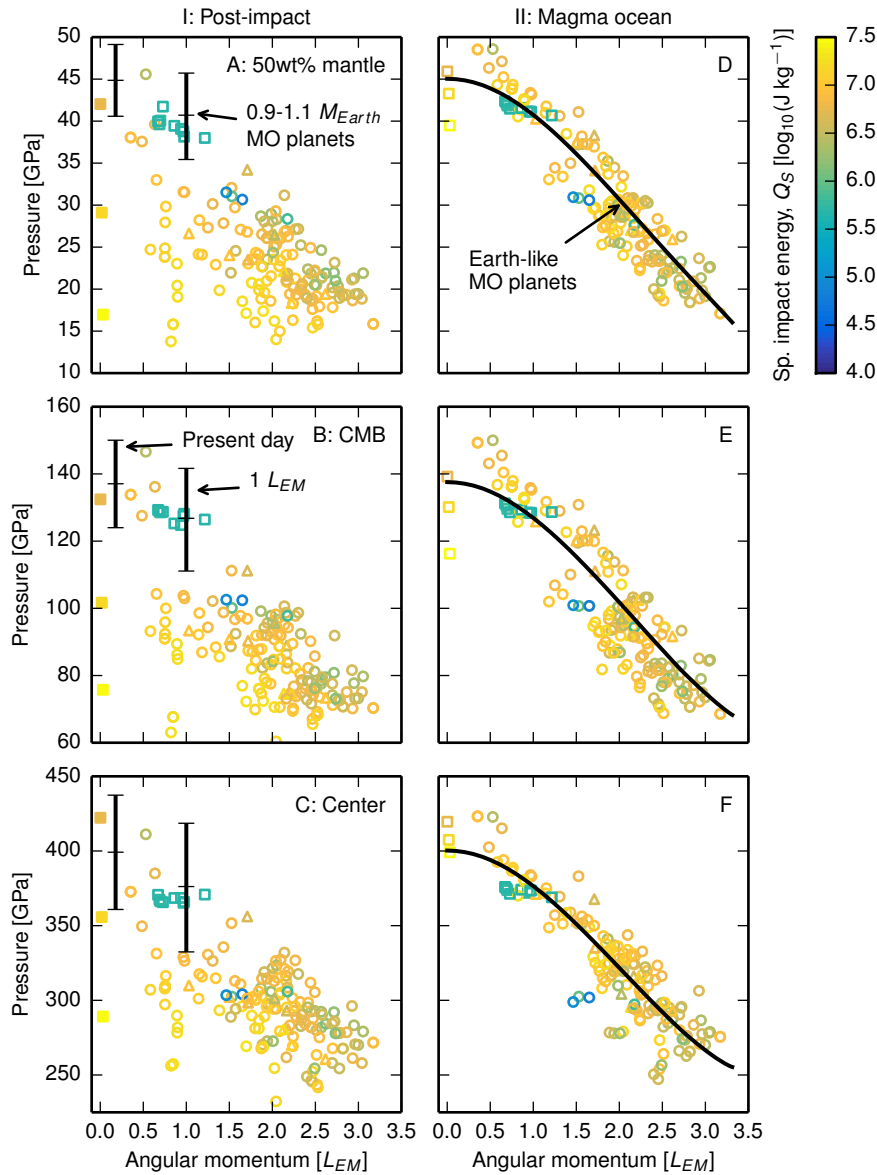 I: Post-impact
II: Magma ocean
Pressure [GPa]
50
45
40
35
30
25
20
15
10
A: 50wt% mantle
0.9-1.1 M_Earth
MO planets
D
Earth-like
MO planets
Sp. impact energy, Q_S [log_10(J kg^−1)]
7.5
7.0
6.5
6.0
5.5
5.0
4.5
4.0
Pressure [GPa]
160
140
120
100
80
60
B: CMB
Present day
1 L_EM
E
Pressure [GPa]
450
400
350
300
250
C: Center
F
0.0 0.5 1.0 1.5 2.0 2.5 3.0 3.5
0.0 0.5 1.0 1.5 2.0 2.5 3.0 3.5
Angular momentum [L_EM]
Angular momentum [L_EM]